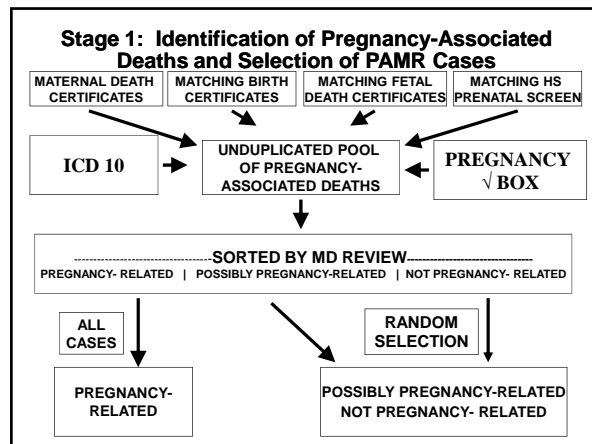 Stage 1: Identification of Pregnancy-Associated
Deaths and Selection of PAMR Cases
MATERNAL DEATH
CERTIFICATES
MATCHING BIRTH
CERTIFICATES
MATCHING FETAL
DEATH CERTIFICATES
MATCHING HS
PRENATAL SCREEN
ICD 10
UNDUPLICATED POOL
OF PREGNANCY-
ASSOCIATED DEATHS
PREGNANCY
√ BOX
-----------------------------------SORTED BY MD REVIEW--------------------------------
PREGNANCY- RELATED | POSSIBLY PREGNANCY-RELATED | NOT PREGNANCY- RELATED
ALL
CASES
RANDOM
SELECTION
PREGNANCY-
RELATED
POSSIBLY PREGNANCY-RELATED
NOT PREGNANCY- RELATED